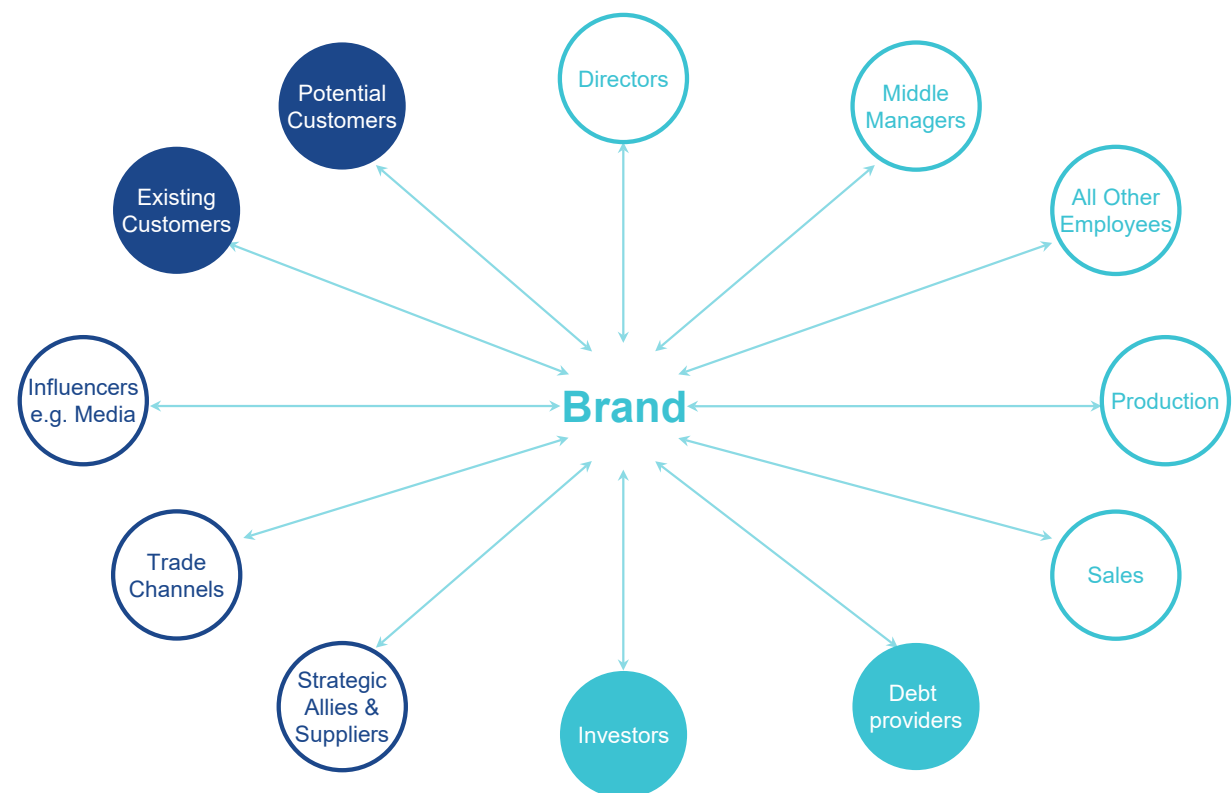 Directors
Potential
Customers
Middle
Managers
Existing
Customers
All Other
Employees
Influencers
e.g. Media
Brand
Production
Trade
Channels
Sales
Strategic
Allies &
Suppliers
Investors
Debt
providers